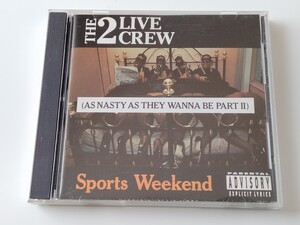 THE 2 LIVE CREW
(AS NASTY AS THEY WANNA BE PART II)
Sports Weekend
PARENTAL
ADVISORY
EXPLICIT LYRICS